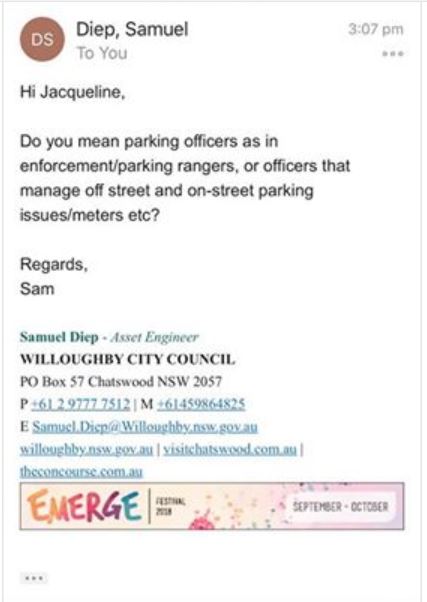 DS
Diep, Samuel
3:07 pm
To You
Hi Jacqueline,
Do you mean parking officers as in
enforcement/parking rangers, or officers that
manage off street and on-street parking
issues/meters etc?
Regards,
Sam
Samuel Diep - Asset Engineer
WILLOUGHBY CITY COUNCIL
PO Box 57 Chatswood NSW 2057
P +61 2 9777 7512 | M +61459864825
E Samuel.Diep@Willoughby.nsw.gov.au
willoughby.nsw.gov.au | visitchatswood.com.au |
theconcourse.com.au
EMERGE
FESTIVAL
2018
SEPTEMBER - OCTOBER